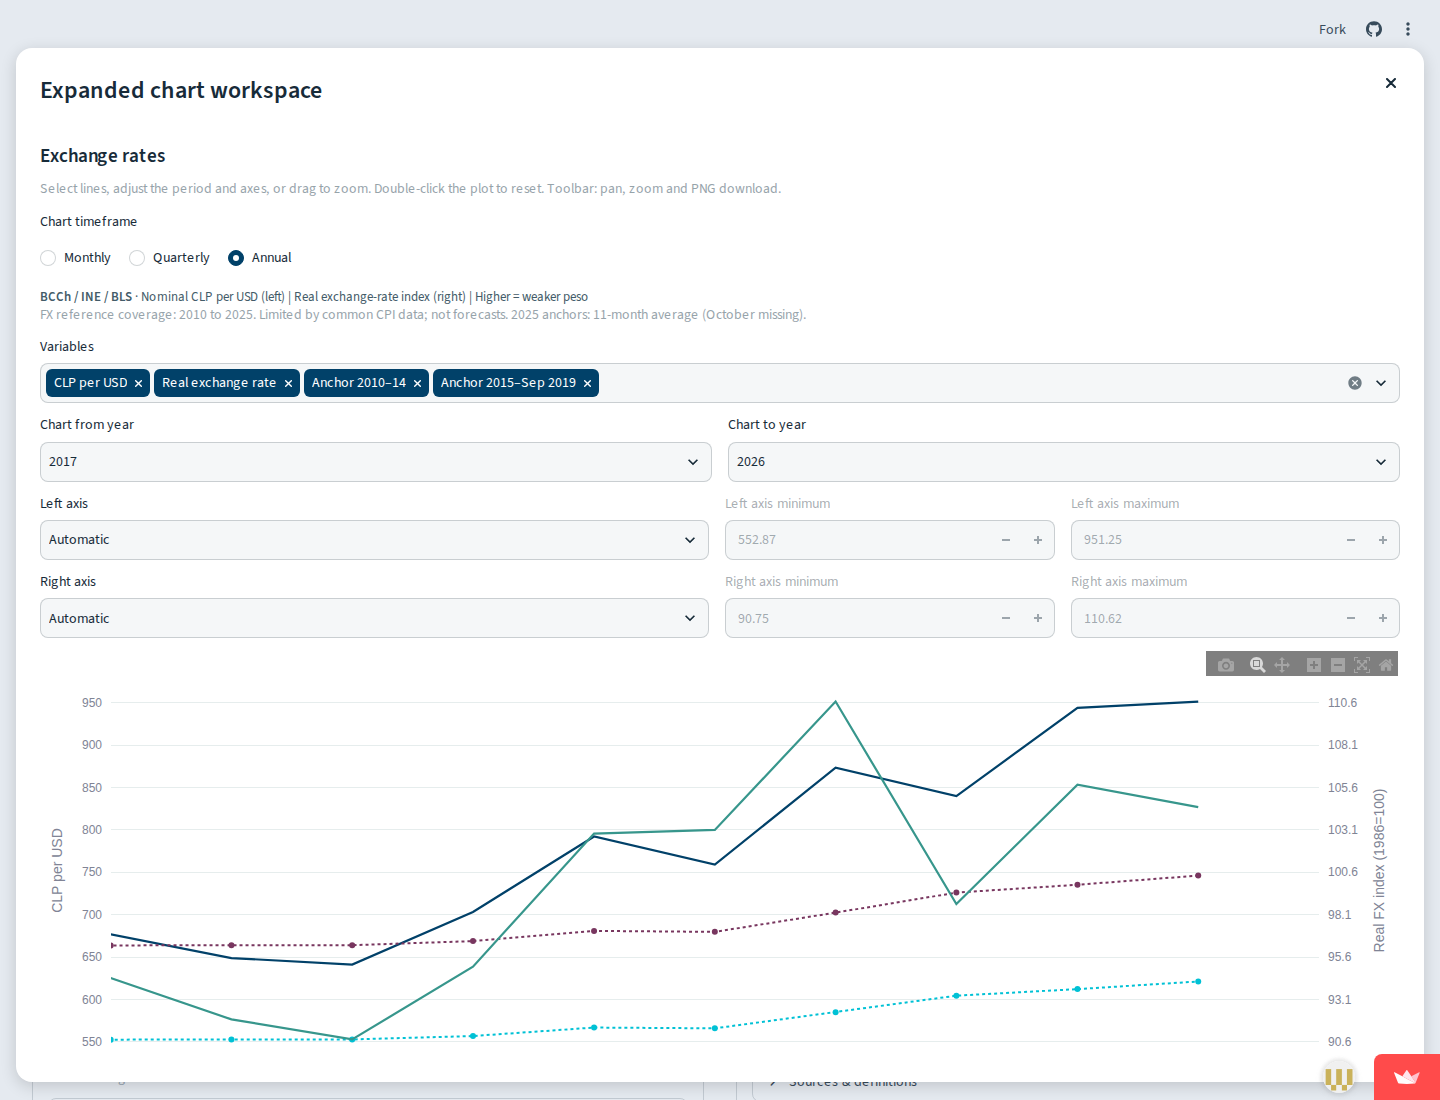 Fork
Expanded chart workspace
Exchange rates
Select lines, adjust the period and axes, or drag to zoom. Double-click the plot to reset. Toolbar: pan, zoom and PNG download.
Chart timeframe
Monthly Quarterly Annual
BCCh / INE / BLS · Nominal CLP per USD (left) | Real exchange-rate index (right) | Higher = weaker peso
FX reference coverage: 2010 to 2025. Limited by common CPI data; not forecasts. 2025 anchors: 11-month average (October missing).
Variables
CLP per USD Real exchange rate Anchor 2010–14 Anchor 2015–Sep 2019
Chart from year Chart to year
2017 2026
Left axis Left axis minimum Left axis maximum
Automatic 552.87 951.25
Right axis Right axis minimum Right axis maximum
Automatic 90.75 110.62
950 110.6
900 108.1
850 105.6
800 103.1
750 100.6
700 98.1
650 95.6
600 93.1
550 90.6
CLP per USD
Real FX index (1986=100)
Sources & definitions